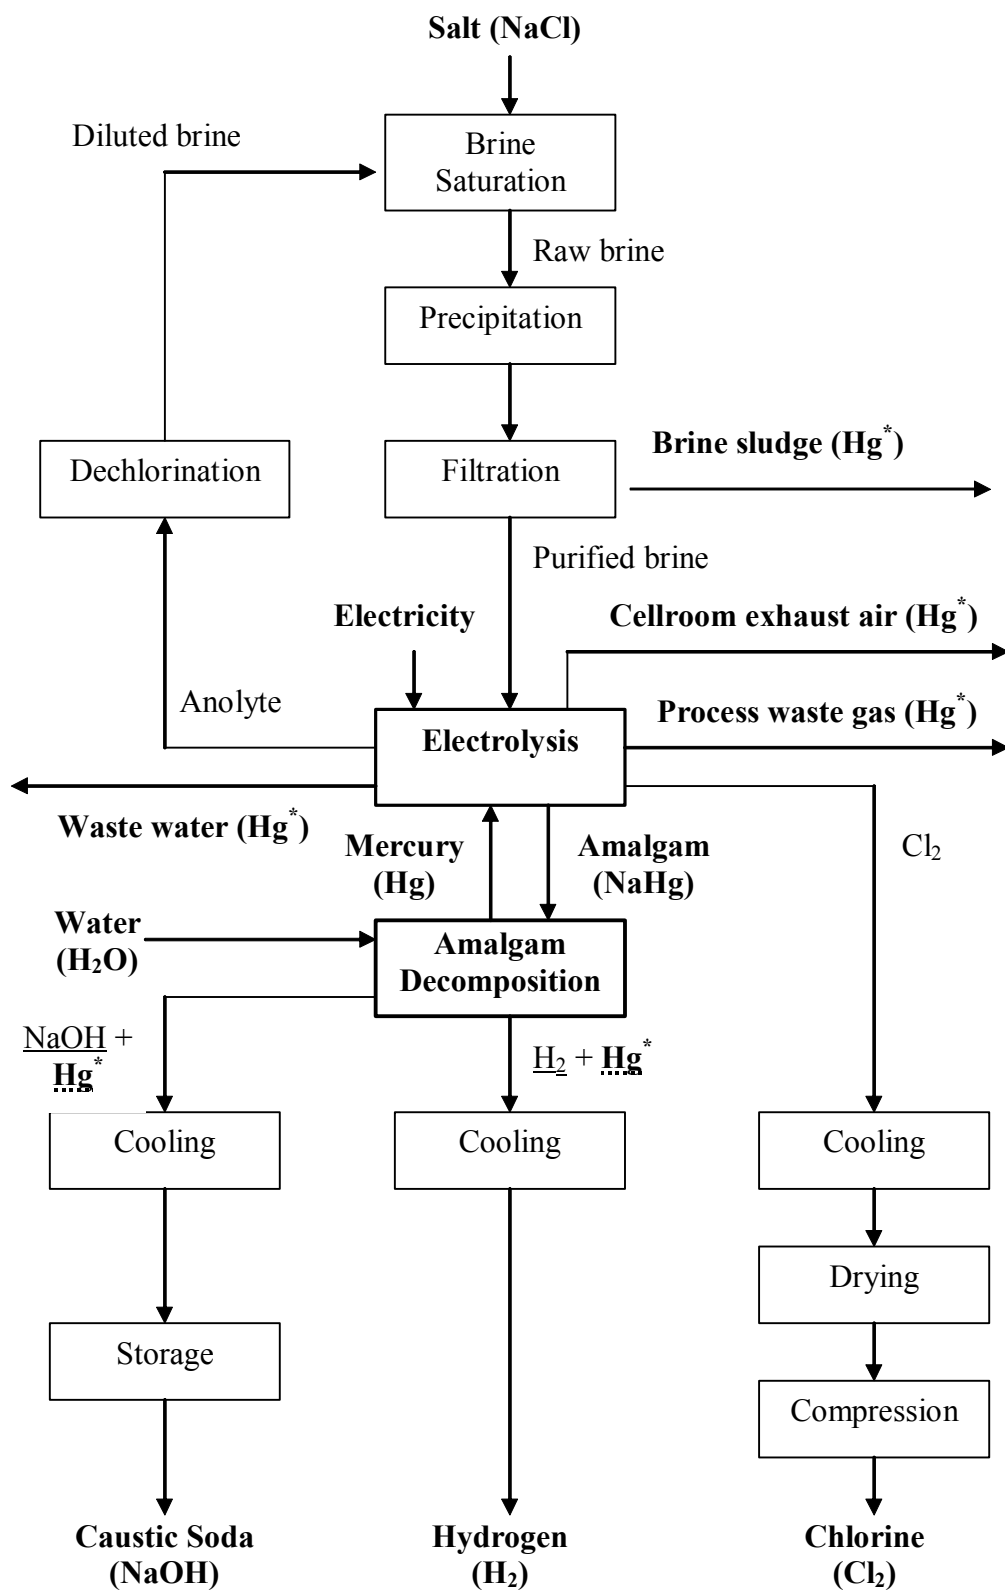 Salt (NaCl)
Diluted brine
Brine
Saturation
Raw brine
Precipitation
Dechlorination
Filtration
Brine sludge (Hg*)
Purified brine
Electricity
Cellroom exhaust air (Hg*)
Anolyte
Electrolysis
Process waste gas (Hg*)
Waste water (Hg*)
Mercury
(Hg)
Amalgam
(NaHg)
Cl₂
Water
(H₂O)
Amalgam
Decomposition
NaOH +
Hg*
H₂ + Hg*
Cooling
Cooling
Cooling
Drying
Storage
Compression
Caustic Soda
(NaOH)
Hydrogen
(H₂)
Chlorine
(Cl₂)